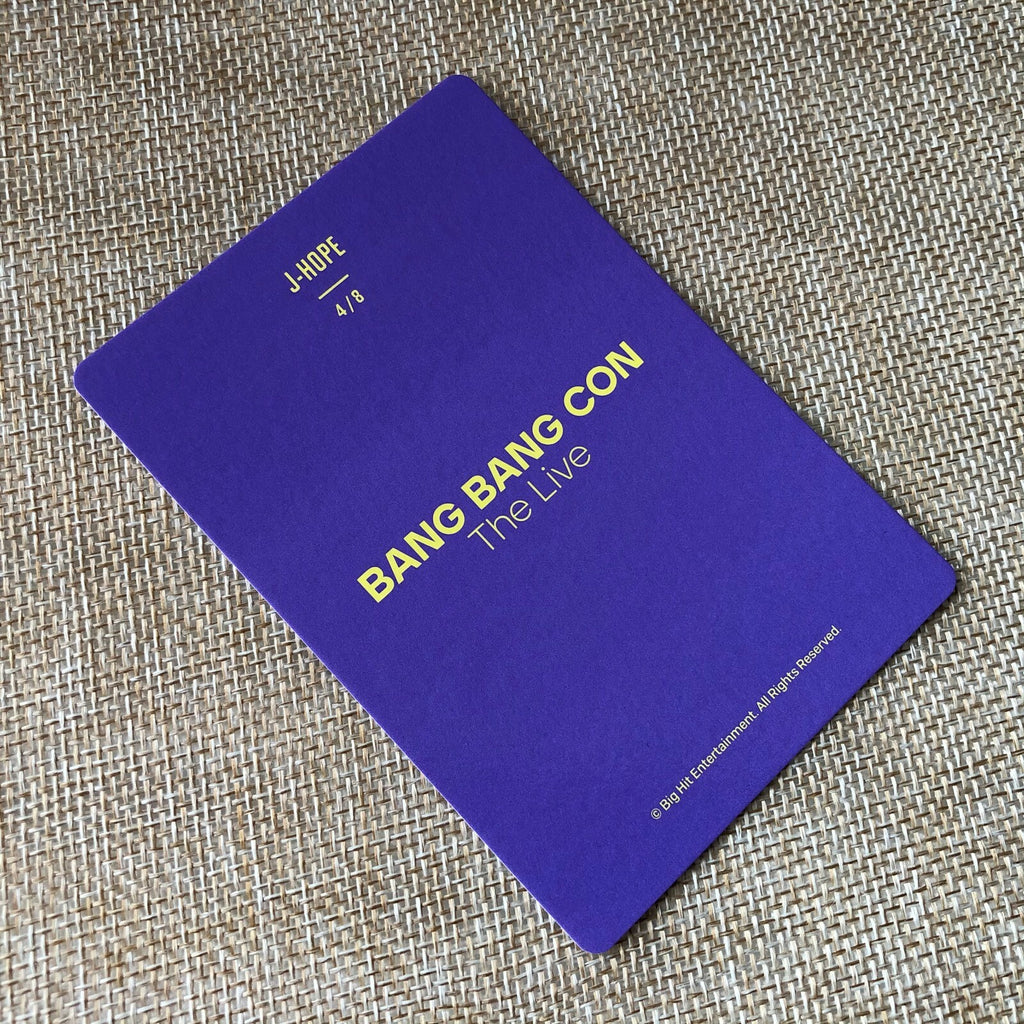 J-HOPE
4/8
BANG BANG CON
The Live
© Big Hit Entertainment. All Rights Reserved.